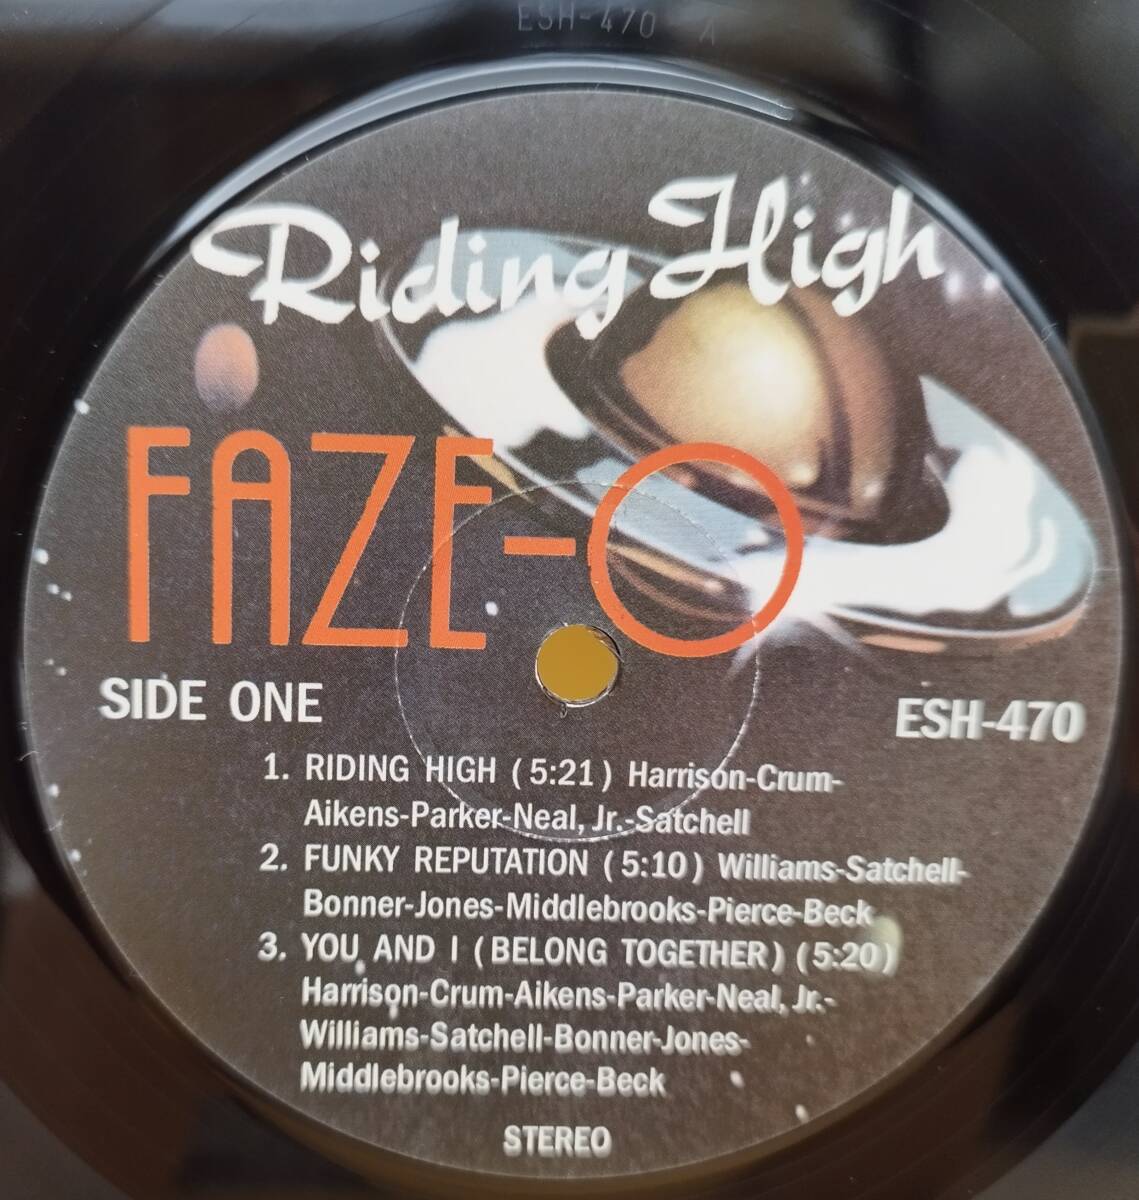 ESH-470 A
Riding High
FAZE-O
SIDE ONE
ESH-470
1. RIDING HIGH (5:21) Harrison-Crum-
Aikens-Parker-Neal, Jr.-Satchell
2. FUNKY REPUTATION (5:10) Williams-Satchell-
Bonner-Jones-Middlebrooks-Pierce-Beck
3. YOU AND I (BELONG TOGETHER) (5:20)
Harrison-Crum-Aikens-Parker-Neal, Jr.-
Williams-Satchell-Bonner-Jones-
Middlebrooks-Pierce-Beck
STEREO